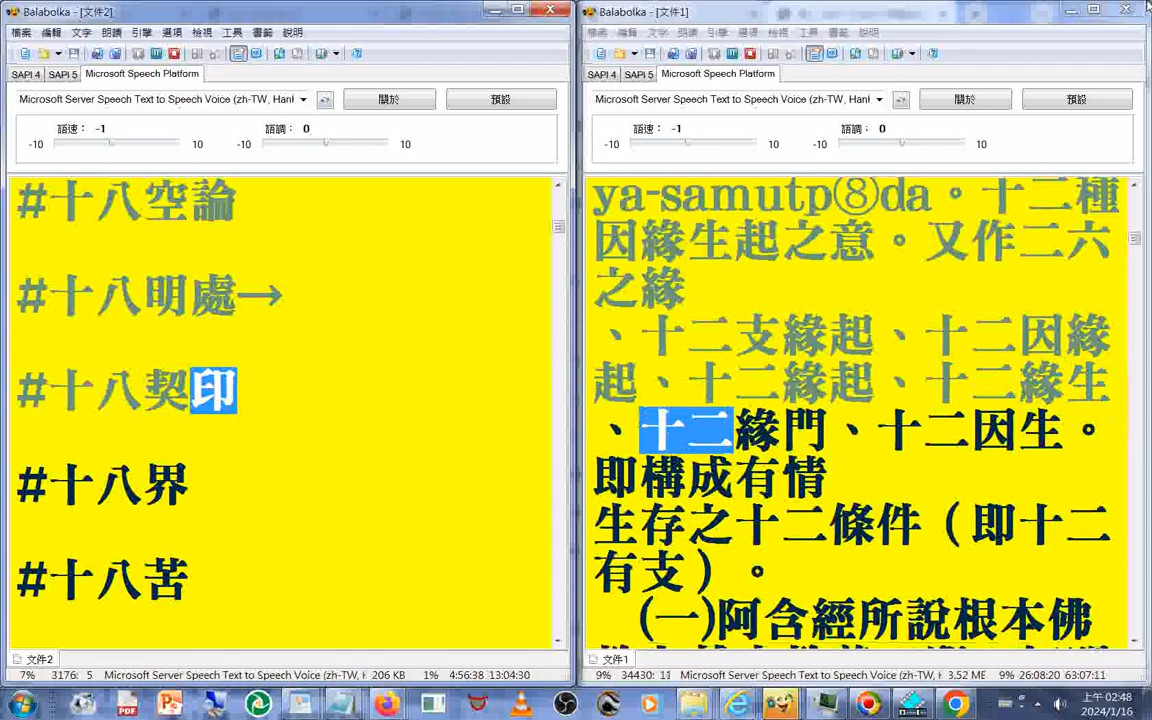 Balabolka - [文件2]
檔案 編輯 文字 朗讀 引擎 選項 檢視 工具 書籤 說明
SAPI 4 SAPI 5 Microsoft Speech Platform
Microsoft Server Speech Text to Speech Voice (zh-TW, Hanl
關於 預設
語速： -1 語調： 0
-10 10 -10 10
#十八空論
#十八明處→
#十八契印
#十八界
#十八苦
文件2
7% 3176: 5 Microsoft Server Speech Text to Speech Voice (zh-TW, Ha 206 KB 1% 4:56:38 13:04:30
Balabolka - [文件1]
檔案 編輯 文字 朗讀 引擎 選項 檢視 工具 書籤 說明
SAPI 4 SAPI 5 Microsoft Speech Platform
Microsoft Server Speech Text to Speech Voice (zh-TW, Hanl
關於 預設
語速： -1 語調： 0
-10 10 -10 10
ya-samutp⑧da。十二種
因緣生起之意。又作二六
之緣
、十二支緣起、十二因緣
起、十二緣起、十二緣生
、十二緣門、十二因生。
即構成有情
生存之十二條件（即十二
有支）。
(一)阿含經所說根本佛
文件1
9% 34430: 11 Microsoft Server Speech Text to Speech Voice (zh-TW, Ha 3.52 ME 9% 26:08:20 63:07:11
上午 02:48
2024/1/16